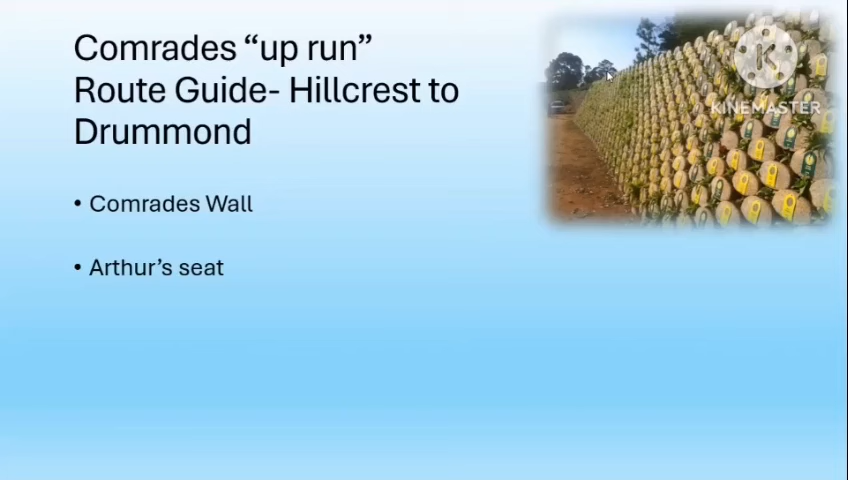 Comrades “up run”
Route Guide- Hillcrest to
Drummond
• Comrades Wall
• Arthur’s seat
KINEMASTER